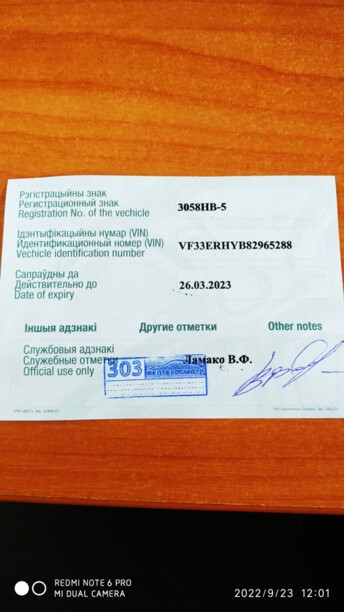 Рэгістрацыйны знак
Регистрационный знак
Registration No. of the vechicle
3058HB-5
Ідэнтыфікацыйны нумар (VIN)
Идентификационный номер (VIN)
Vechicle identification number
VF33ERHYB82965288
Сапраўдны да
Действительно до
Date of expiry
26.03.2023
Іншыя адзнакі
Другие отметки
Other notes
Службовыя адзнакі
Служебные отметки
Official use only
303
Ламако В.Ф.
REDMI NOTE 6 PRO
MI DUAL CAMERA
2022/9/23 12:01